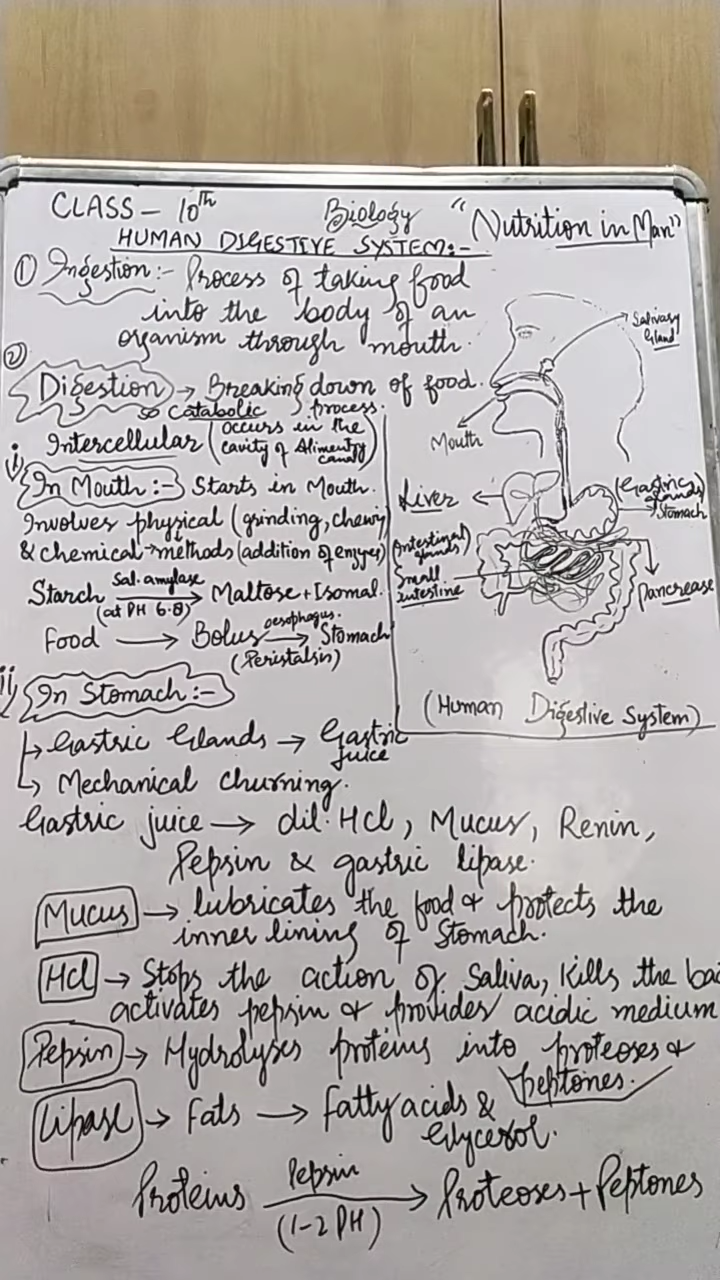 CLASS - 10TH Biology "Nutrition in Man"
HUMAN DIGESTIVE SYSTEM:-
① Ingestion:- Process of taking food
into the body of an
organism through mouth.
②
Digestion → Breaking down of food.
so Catabolic process.
Intercellular (occurs in the
cavity of Alimentry
canal)
i) In Mouth:- Starts in Mouth.
Involves physical (grinding, chewing)
& chemical → methods (addition of enzymes)
Starch Sal. amylase → Maltose + Isomal.
(at PH 6.8)
Food → Bolus oesophagus. → Stomach
(Peristalsis)
Salivary
Gland
Mouth
Liver
(Gastric
glands)
Stomach
(Intestinal
glands)
Small
intestine
Pancrease
(Human Digestive System)
ii) In Stomach:-
↳ Gastric Glands → Gastric
Juice
↳ Mechanical churning.
Gastric juice → dil. Hcl, Mucus, Renin,
Pepsin & gastric lipase.
Mucus → lubricates the food & protects the
inner lining of Stomach.
Hcl → Stops the action of Saliva, kills the bac
activates pepsin & provides acidic medium
Pepsin → Hydrolyses proteins into proteoses &
peptones.
Lipase → Fats → Fatty acids &
Glycerol.
Proteins Pepsin → Proteoses + Peptones
(1-2 PH)